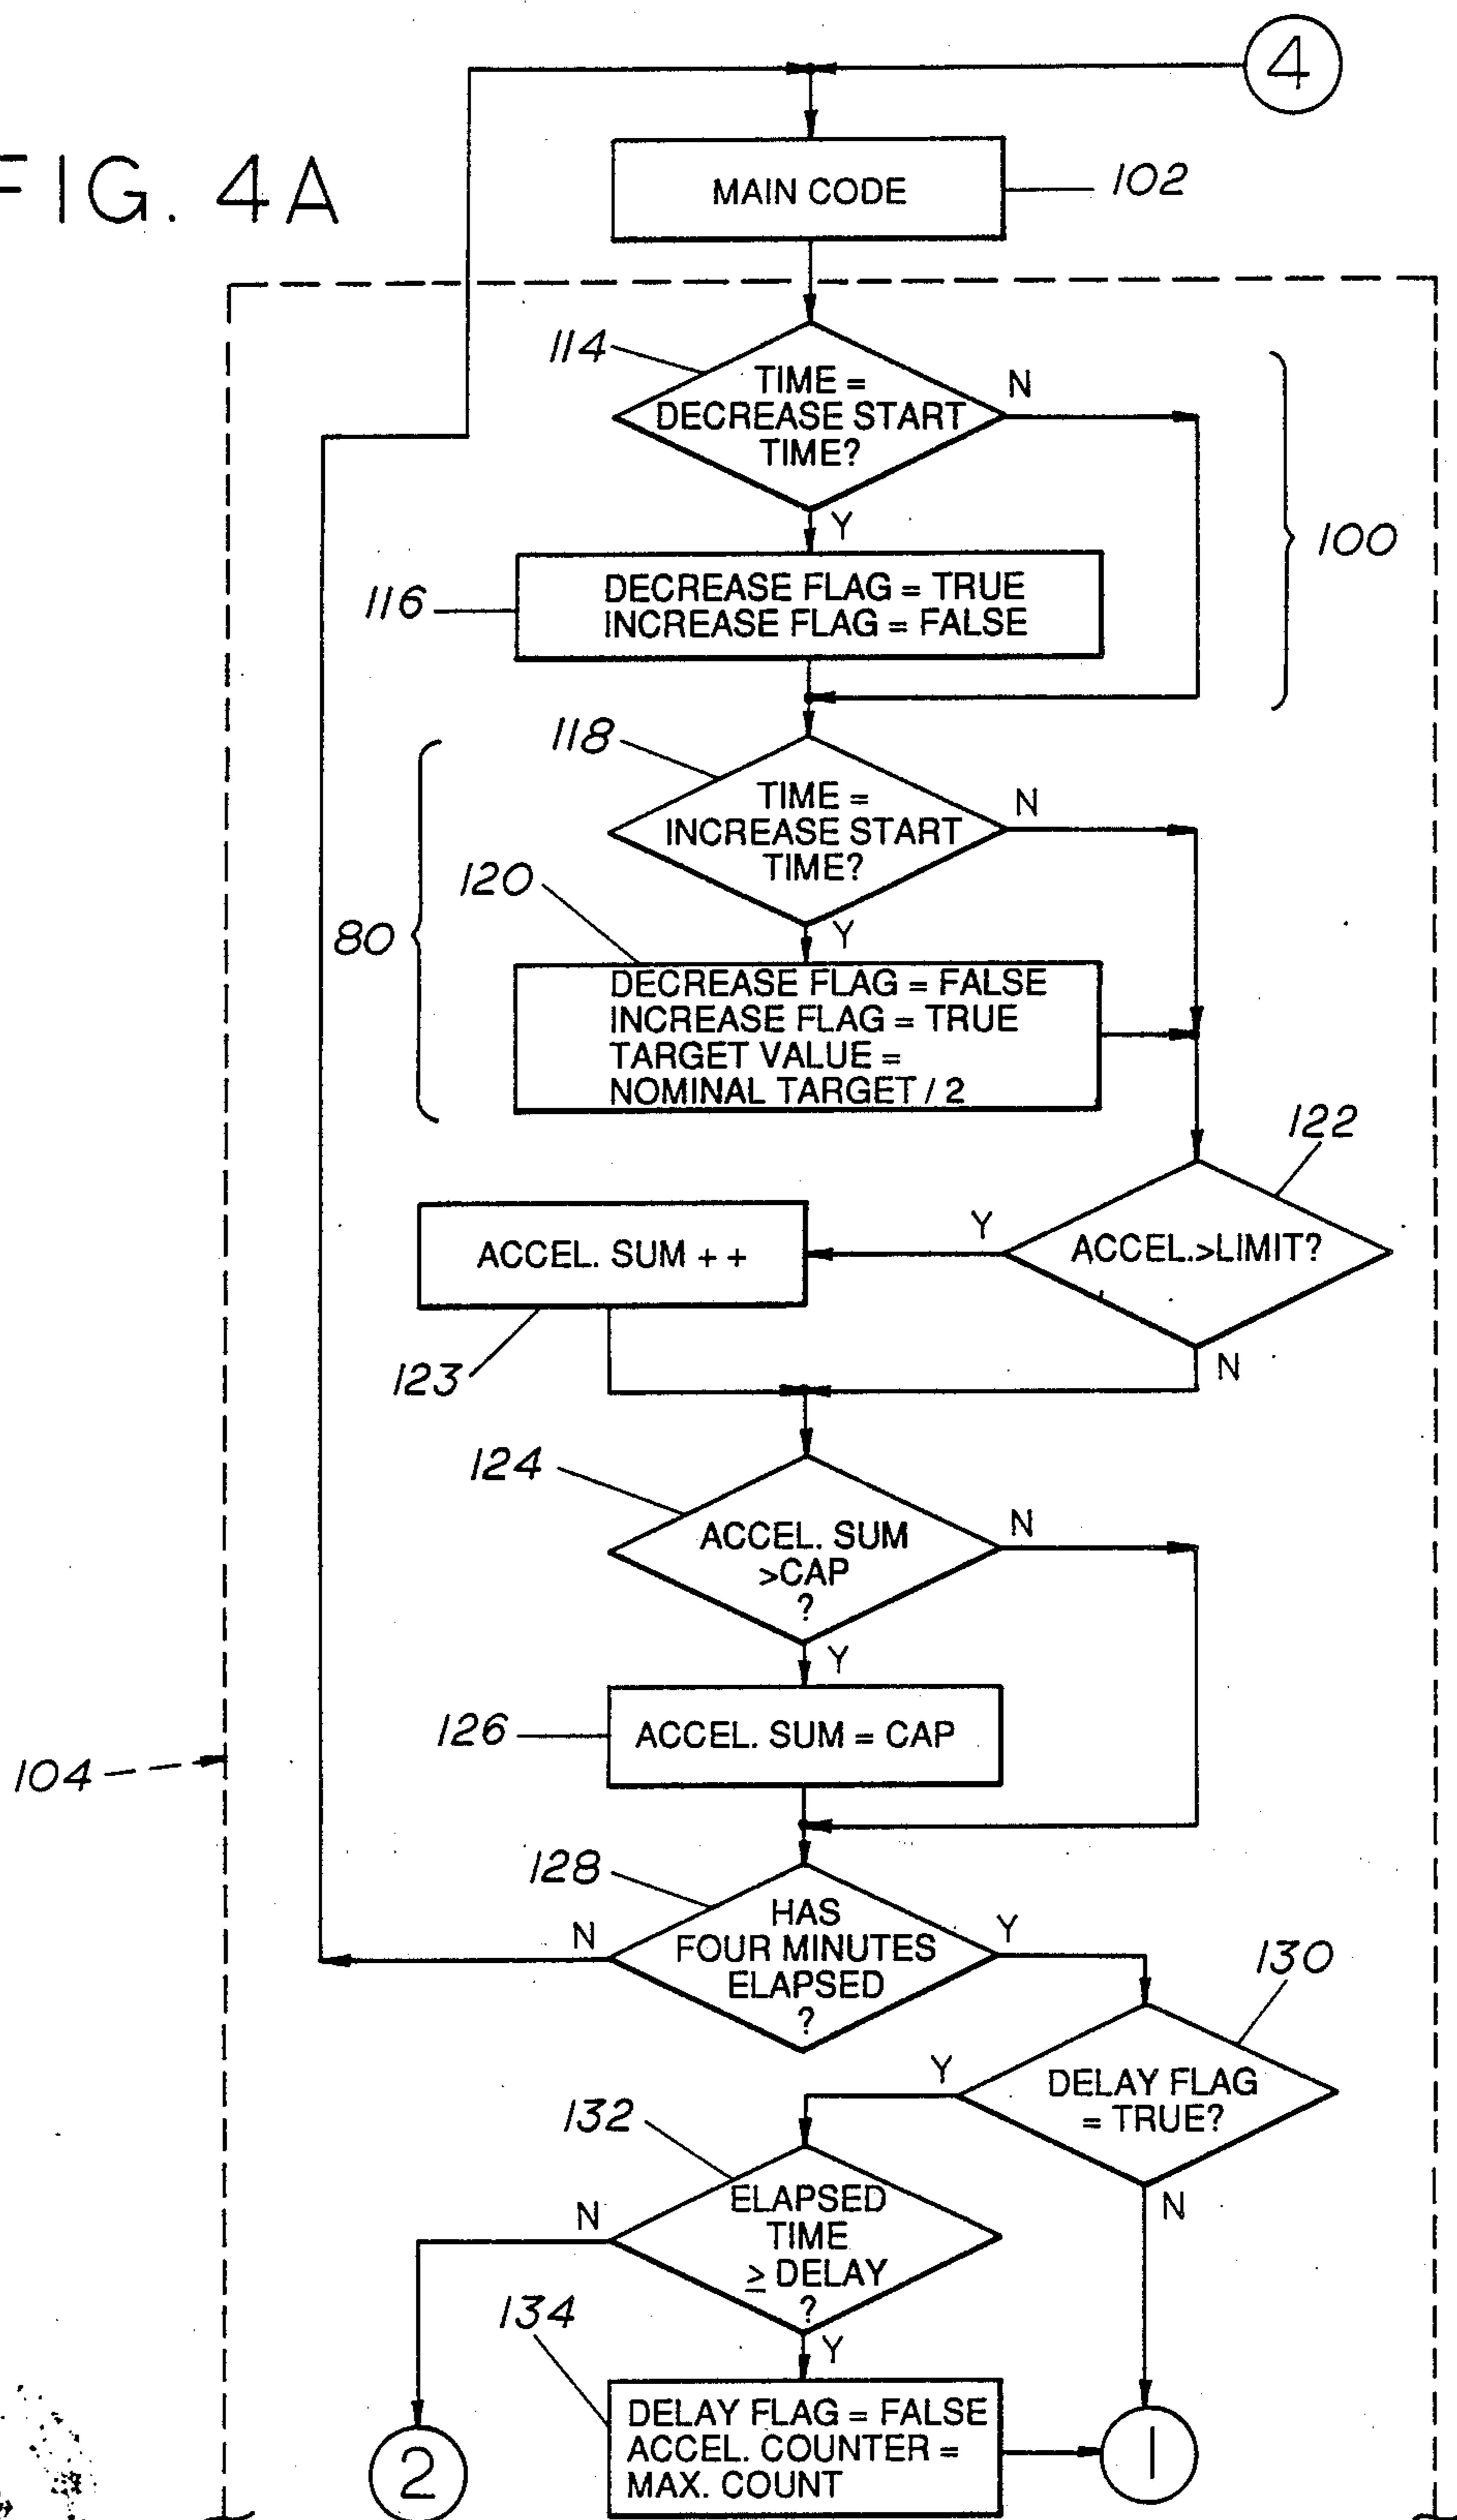 4
FIG. 4A
MAIN CODE
102
114
TIME =
DECREASE START
TIME?
N
Y
100
116
DECREASE FLAG = TRUE
INCREASE FLAG = FALSE
118
TIME =
INCREASE START
TIME?
N
Y
80
120
DECREASE FLAG = FALSE
INCREASE FLAG = TRUE
TARGET VALUE =
NOMINAL TARGET / 2
122
ACCEL.>LIMIT?
Y
N
ACCEL. SUM + +
123
124
ACCEL. SUM
>CAP
?
N
Y
126
ACCEL. SUM = CAP
104
128
HAS
FOUR MINUTES
ELAPSED
?
N
Y
130
DELAY FLAG
= TRUE?
Y
N
132
ELAPSED
TIME
≥ DELAY
?
N
Y
134
DELAY FLAG = FALSE
ACCEL. COUNTER =
MAX. COUNT
2
1